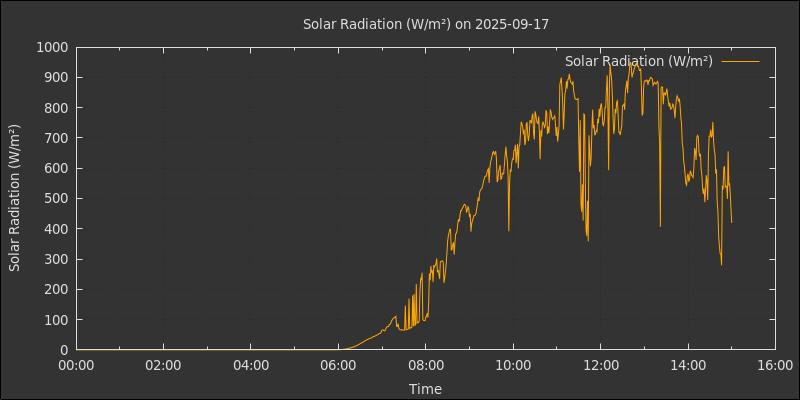 Solar Radiation (W/m²) on 2025-09-17
Solar Radiation (W/m²)
Solar Radiation (W/m²)
1000
900
800
700
600
500
400
300
200
100
0
00:00 02:00 04:00 06:00 08:00 10:00 12:00 14:00 16:00
Time